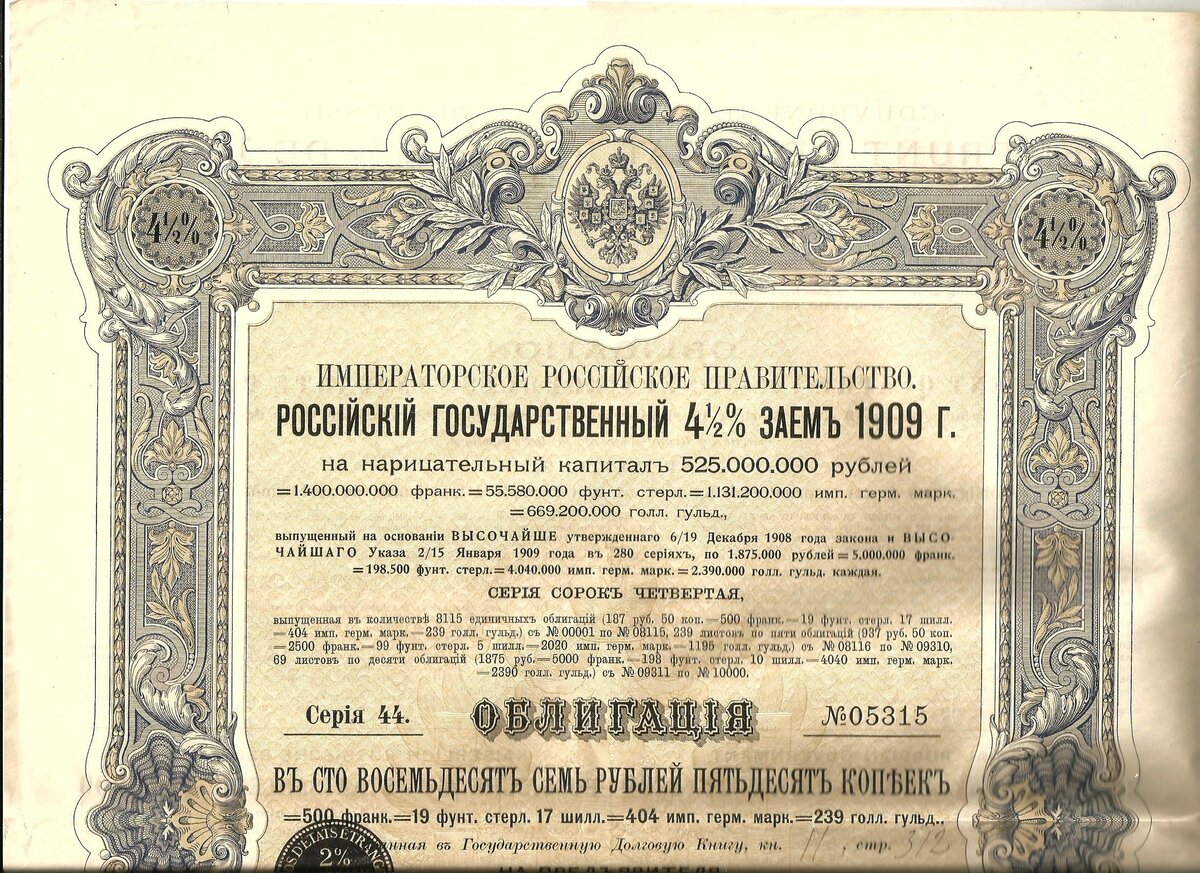 4½%
4½%
ИМПЕРАТОРСКОЕ РОССІЙСКОЕ ПРАВИТЕЛЬСТВО.
РОССІЙСКІЙ ГОСУДАРСТВЕННЫЙ 4½% ЗАЕМЪ 1909 Г.
на нарицательный капиталъ 525.000.000 рублей
=1.400.000.000 франк.=55.580.000 фунт. стерл.=1.131.200.000 имп. герм. марк.
=669.200.000 голл. гульд.,
выпущенный на основаніи ВЫСОЧАЙШЕ утвержденнаго 6/19 Декабря 1908 года закона и ВЫСО
ЧАЙШАГО Указа 2/15 Января 1909 года въ 280 серіяхъ, по 1.875.000 рублей=5.000.000 франк.
=198.500 фунт. стерл.=4.040.000 имп. герм. марк.=2.390.000 голл. гульд. каждая.
СЕРІЯ СОРОКЪ ЧЕТВЕРТАЯ,
выпущенная въ количествѣ 8115 единичныхъ облигацій (187 руб. 50 коп.—500 франк.—19 фунт. стерл. 17 шилл.
—404 имп. герм. марк.—239 голл. гульд.) съ №00001 по №08115, 239 листовъ по пяти облигацій (937 руб. 50 коп.
—2500 франк.—99 фунт. стерл. 5 шилл.—2020 имп. герм. марк.—1195 голл. гульд.) съ №08116 по №09310,
69 листовъ по десяти облигацій (1875 руб.—5000 франк.—198 фунт. стерл. 10 шилл.—4040 имп. герм. марк.
—2390 голл. гульд.) съ №09311 по №10000.
Серія 44.
ОБЛИГАЦІЯ
№05315
ВЪ СТО ВОСЕМЬДЕСЯТЪ СЕМЬ РУБЛЕЙ ПЯТЬДЕСЯТЪ КОПѢЕКЪ
=500 франк.=19 фунт. стерл. 17 шилл.=404 имп. герм. марк.=239 голл. гульд.,
2%
въ Государственную Долговую Книгу, кн. , стр. 372
НА ПРЕДЪЯВИТЕЛЯ